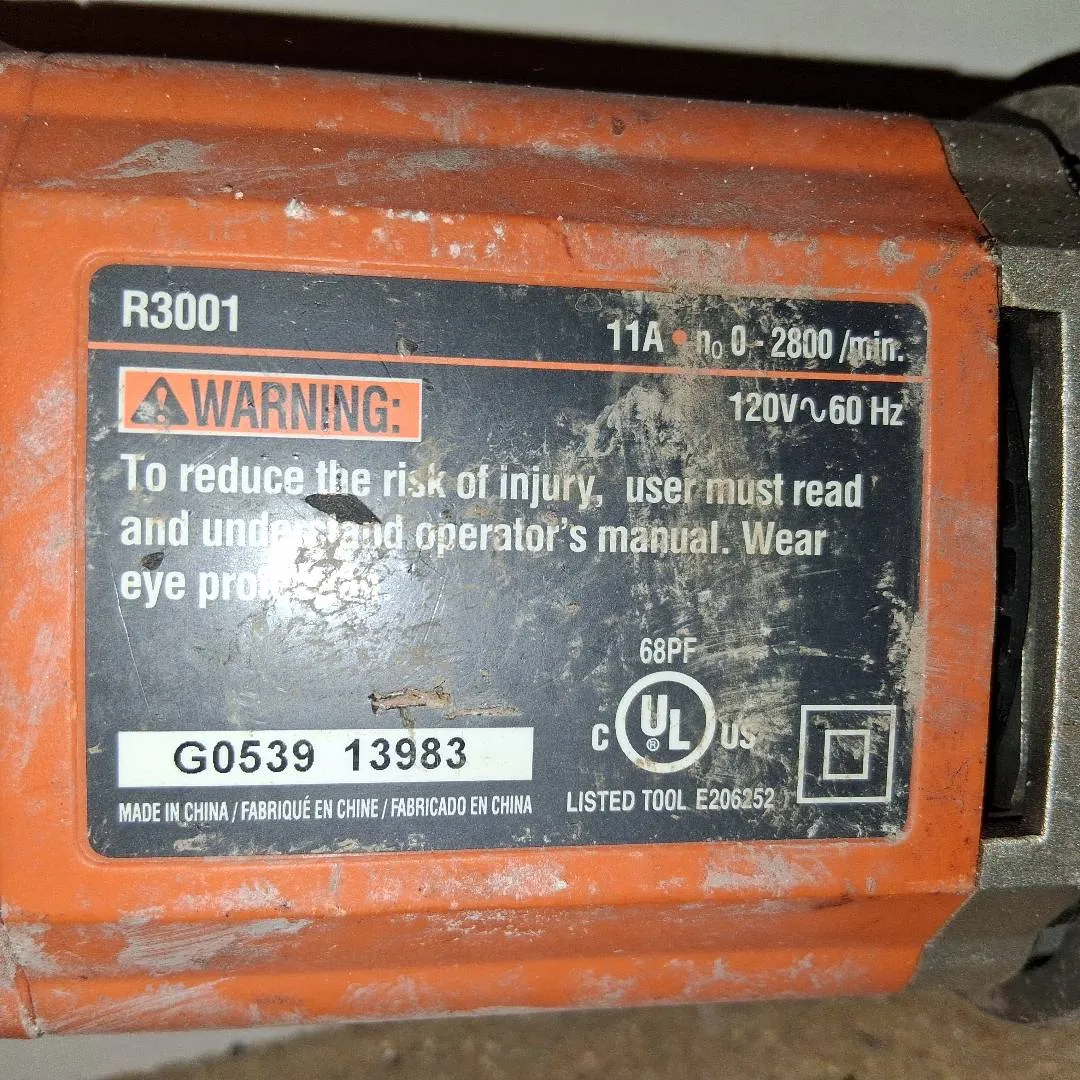 R3001
11A • n₀ 0 - 2800 /min.
WARNING:
120V∿60 Hz
To reduce the risk of injury, user must read
and understand operator's manual. Wear
eye protection.
68PF
C UL® US
G0539 13983
MADE IN CHINA / FABRIQUÉ EN CHINE / FABRICADO EN CHINA
LISTED TOOL E206252